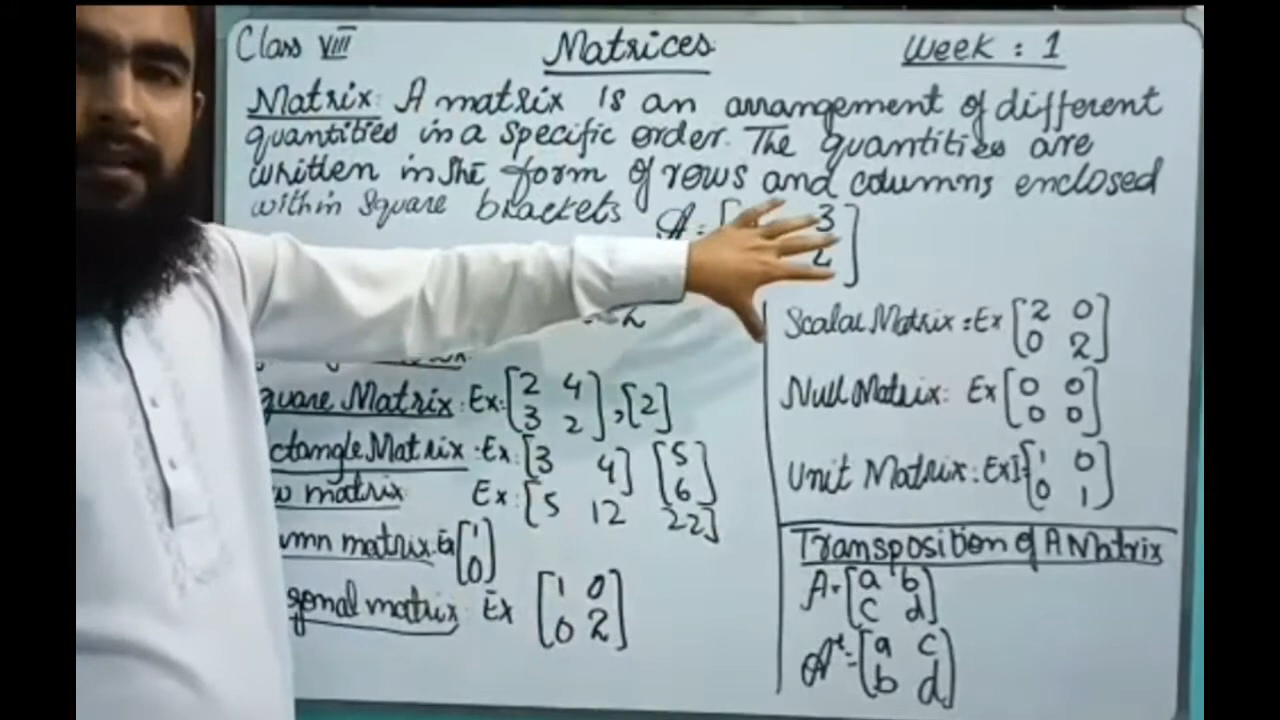 Class VIII
Matrices
Week : 1
Matrix: A matrix is an arrangement of different
quantities in a specific order. The quantities are
written in the form of rows and columns enclosed
within square brackets A = [ 3
2 ]
quare Matrix: Ex: [2 4
3 2], [2]
ctangle Matrix : Ex: [3 4] [5
6]
w matrix Ex: [5 12 22]
umn matrix. Ex [1
0]
gonal matrix: Ex [1 0
0 2]
Scalar Matrix : Ex [2 0
0 2]
Null Matrix: Ex [0 0
0 0]
Unit Matrix: Ex I [1 0
0 1]
Transposition of A Matrix
A = [a b
c d]
A^t = [a c
b d]